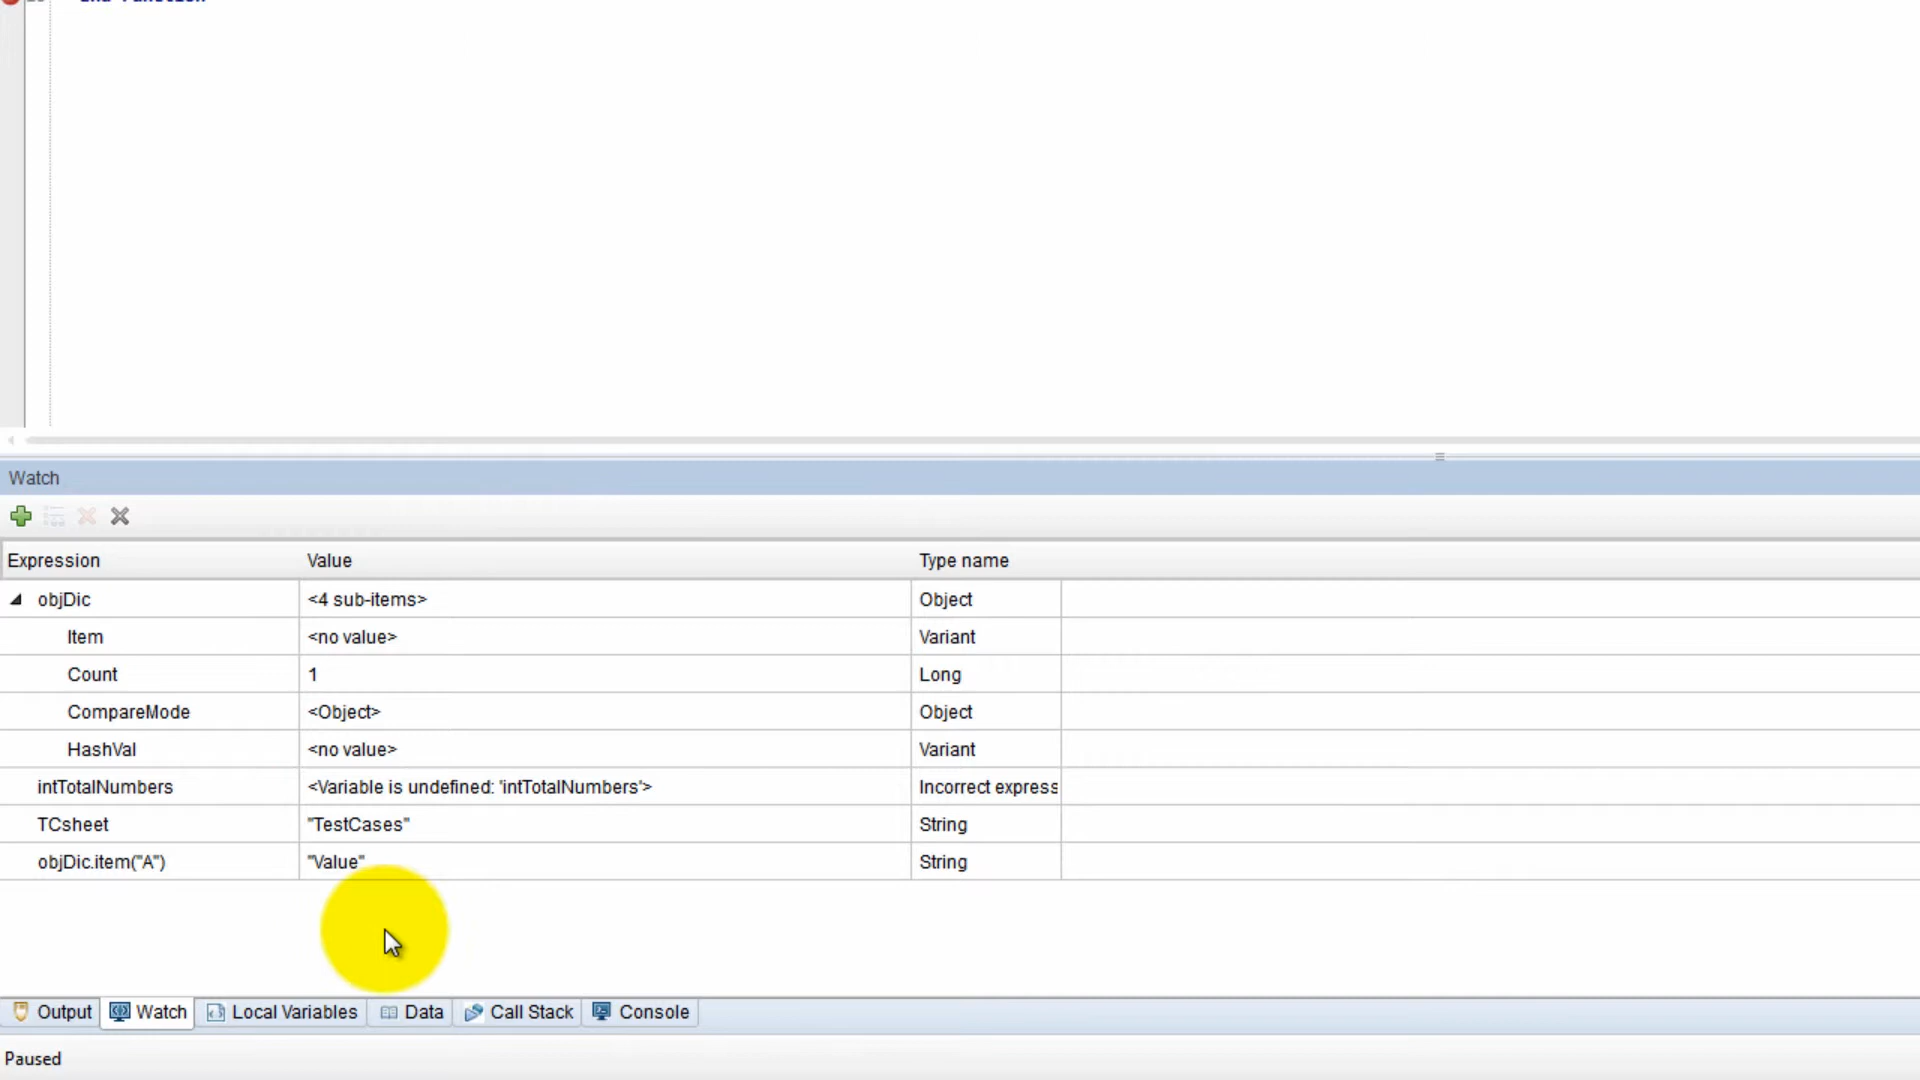 End Function
Watch
Expression Value Type name
objDic <4 sub-items> Object
Item <no value> Variant
Count 1 Long
CompareMode <Object> Object
HashVal <no value> Variant
intTotalNumbers <Variable is undefined: 'intTotalNumbers'> Incorrect express
TCsheet "TestCases" String
objDic.item("A") "Value" String
Output Watch Local Variables Data Call Stack Console
Paused